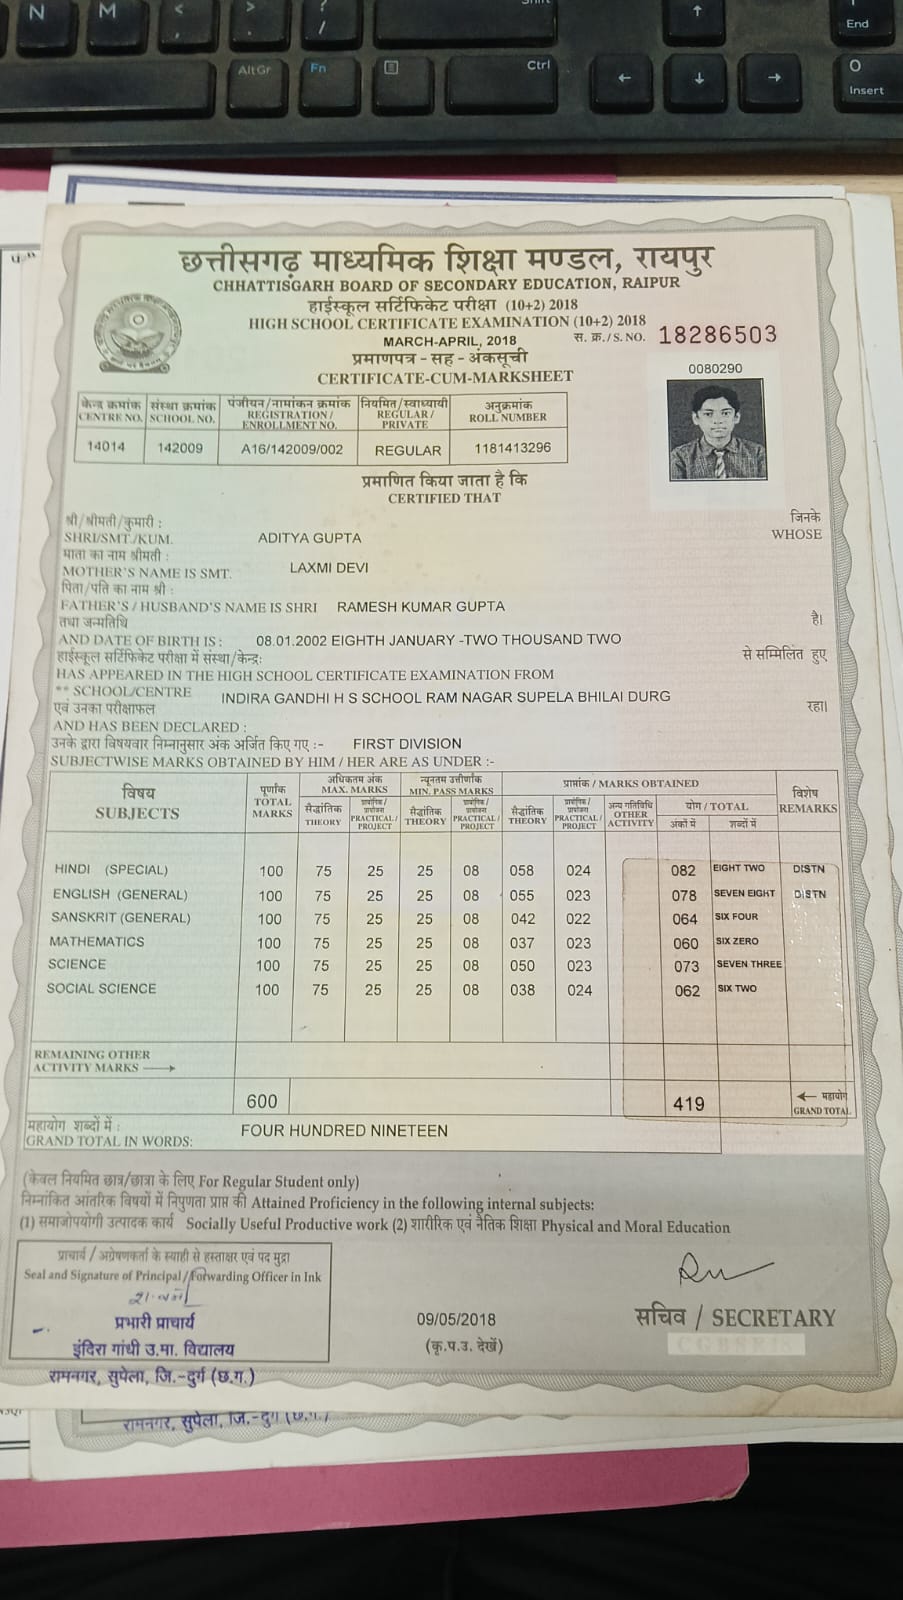 N M < > ? Shift ↑ 1 End
, . /
AltGr Fn Ctrl ← ↓ → 0 Insert
छत्तीसगढ़ माध्यमिक शिक्षा मण्डल, रायपुर
CHHATTISGARH BOARD OF SECONDARY EDUCATION, RAIPUR
हाईस्कूल सर्टिफिकेट परीक्षा (10+2) 2018
HIGH SCHOOL CERTIFICATE EXAMINATION (10+2) 2018
MARCH-APRIL, 2018 स. क्र./S. NO. 18286503
प्रमाणपत्र - सह - अंकसूची
CERTIFICATE-CUM-MARKSHEET
0080290
केन्द्र क्रमांक संस्था क्रमांक पंजीयन/नामांकन क्रमांक नियमित/स्वाध्यायी अनुक्रमांक
CENTRE NO. SCHOOL NO. REGISTRATION / ENROLLMENT NO. REGULAR / PRIVATE ROLL NUMBER
14014 142009 A16/142009/002 REGULAR 1181413296
प्रमाणित किया जाता है कि
CERTIFIED THAT
श्री/श्रीमती/कुमारी : जिनके
SHRI/SMT./KUM. ADITYA GUPTA WHOSE
माता का नाम श्रीमती :
MOTHER'S NAME IS SMT. LAXMI DEVI
पिता/पति का नाम श्री :
FATHER'S / HUSBAND'S NAME IS SHRI RAMESH KUMAR GUPTA
तथा जन्मतिथि है।
AND DATE OF BIRTH IS : 08.01.2002 EIGHTH JANUARY -TWO THOUSAND TWO
हाईस्कूल सर्टिफिकेट परीक्षा में संस्था/केन्द्र: से सम्मिलित हुए
HAS APPEARED IN THE HIGH SCHOOL CERTIFICATE EXAMINATION FROM
** SCHOOL/CENTRE INDIRA GANDHI H S SCHOOL RAM NAGAR SUPELA BHILAI DURG
एवं उनका परीक्षाफल रहा।
AND HAS BEEN DECLARED :
उनके द्वारा विषयवार निम्नानुसार अंक अर्जित किए गए :- FIRST DIVISION
SUBJECTWISE MARKS OBTAINED BY HIM / HER ARE AS UNDER :-
विषय पूर्णांक अधिकतम अंक न्यूनतम उत्तीर्णांक प्राप्तांक / MARKS OBTAINED विशेष
SUBJECTS TOTAL MARKS MAX. MARKS MIN. PASS MARKS REMARKS
सैद्धांतिक THEORY प्रायोगिक/ प्रायोजना PRACTICAL/ PROJECT सैद्धांतिक THEORY प्रायोगिक/ प्रायोजना PRACTICAL/ PROJECT सैद्धांतिक THEORY प्रायोगिक/ प्रायोजना PRACTICAL/ PROJECT अन्य गतिविधि OTHER ACTIVITY योग / TOTAL अंकों में शब्दों में
HINDI (SPECIAL) 100 75 25 25 08 058 024 082 EIGHT TWO DISTN
ENGLISH (GENERAL) 100 75 25 25 08 055 023 078 SEVEN EIGHT DISTN
SANSKRIT (GENERAL) 100 75 25 25 08 042 022 064 SIX FOUR
MATHEMATICS 100 75 25 25 08 037 023 060 SIX ZERO
SCIENCE 100 75 25 25 08 050 023 073 SEVEN THREE
SOCIAL SCIENCE 100 75 25 25 08 038 024 062 SIX TWO
REMAINING OTHER
ACTIVITY MARKS →
600 419 ← महायोग
GRAND TOTAL
महायोग शब्दों में :
GRAND TOTAL IN WORDS: FOUR HUNDRED NINETEEN
(केवल नियमित छात्र/छात्रा के लिए For Regular Student only)
निम्नांकित आंतरिक विषयों में निपुणता प्राप्त की Attained Proficiency in the following internal subjects:
(1) समाजोपयोगी उत्पादक कार्य Socially Useful Productive work (2) शारीरिक एवं नैतिक शिक्षा Physical and Moral Education
प्राचार्य / अग्रेषणकर्ता के स्याही से हस्ताक्षर एवं पद मुद्रा
Seal and Signature of Principal/Forwarding Officer in Ink
प्रभारी प्राचार्य 09/05/2018 सचिव / SECRETARY
इंदिरा गांधी उ.मा. विद्यालय (कृ.प.उ. देखें)
रामनगर, सुपेला, जि.-दुर्ग (छ.ग.)
रामनगर, सुपेला, जि.-दुर्ग (छ.ग.)